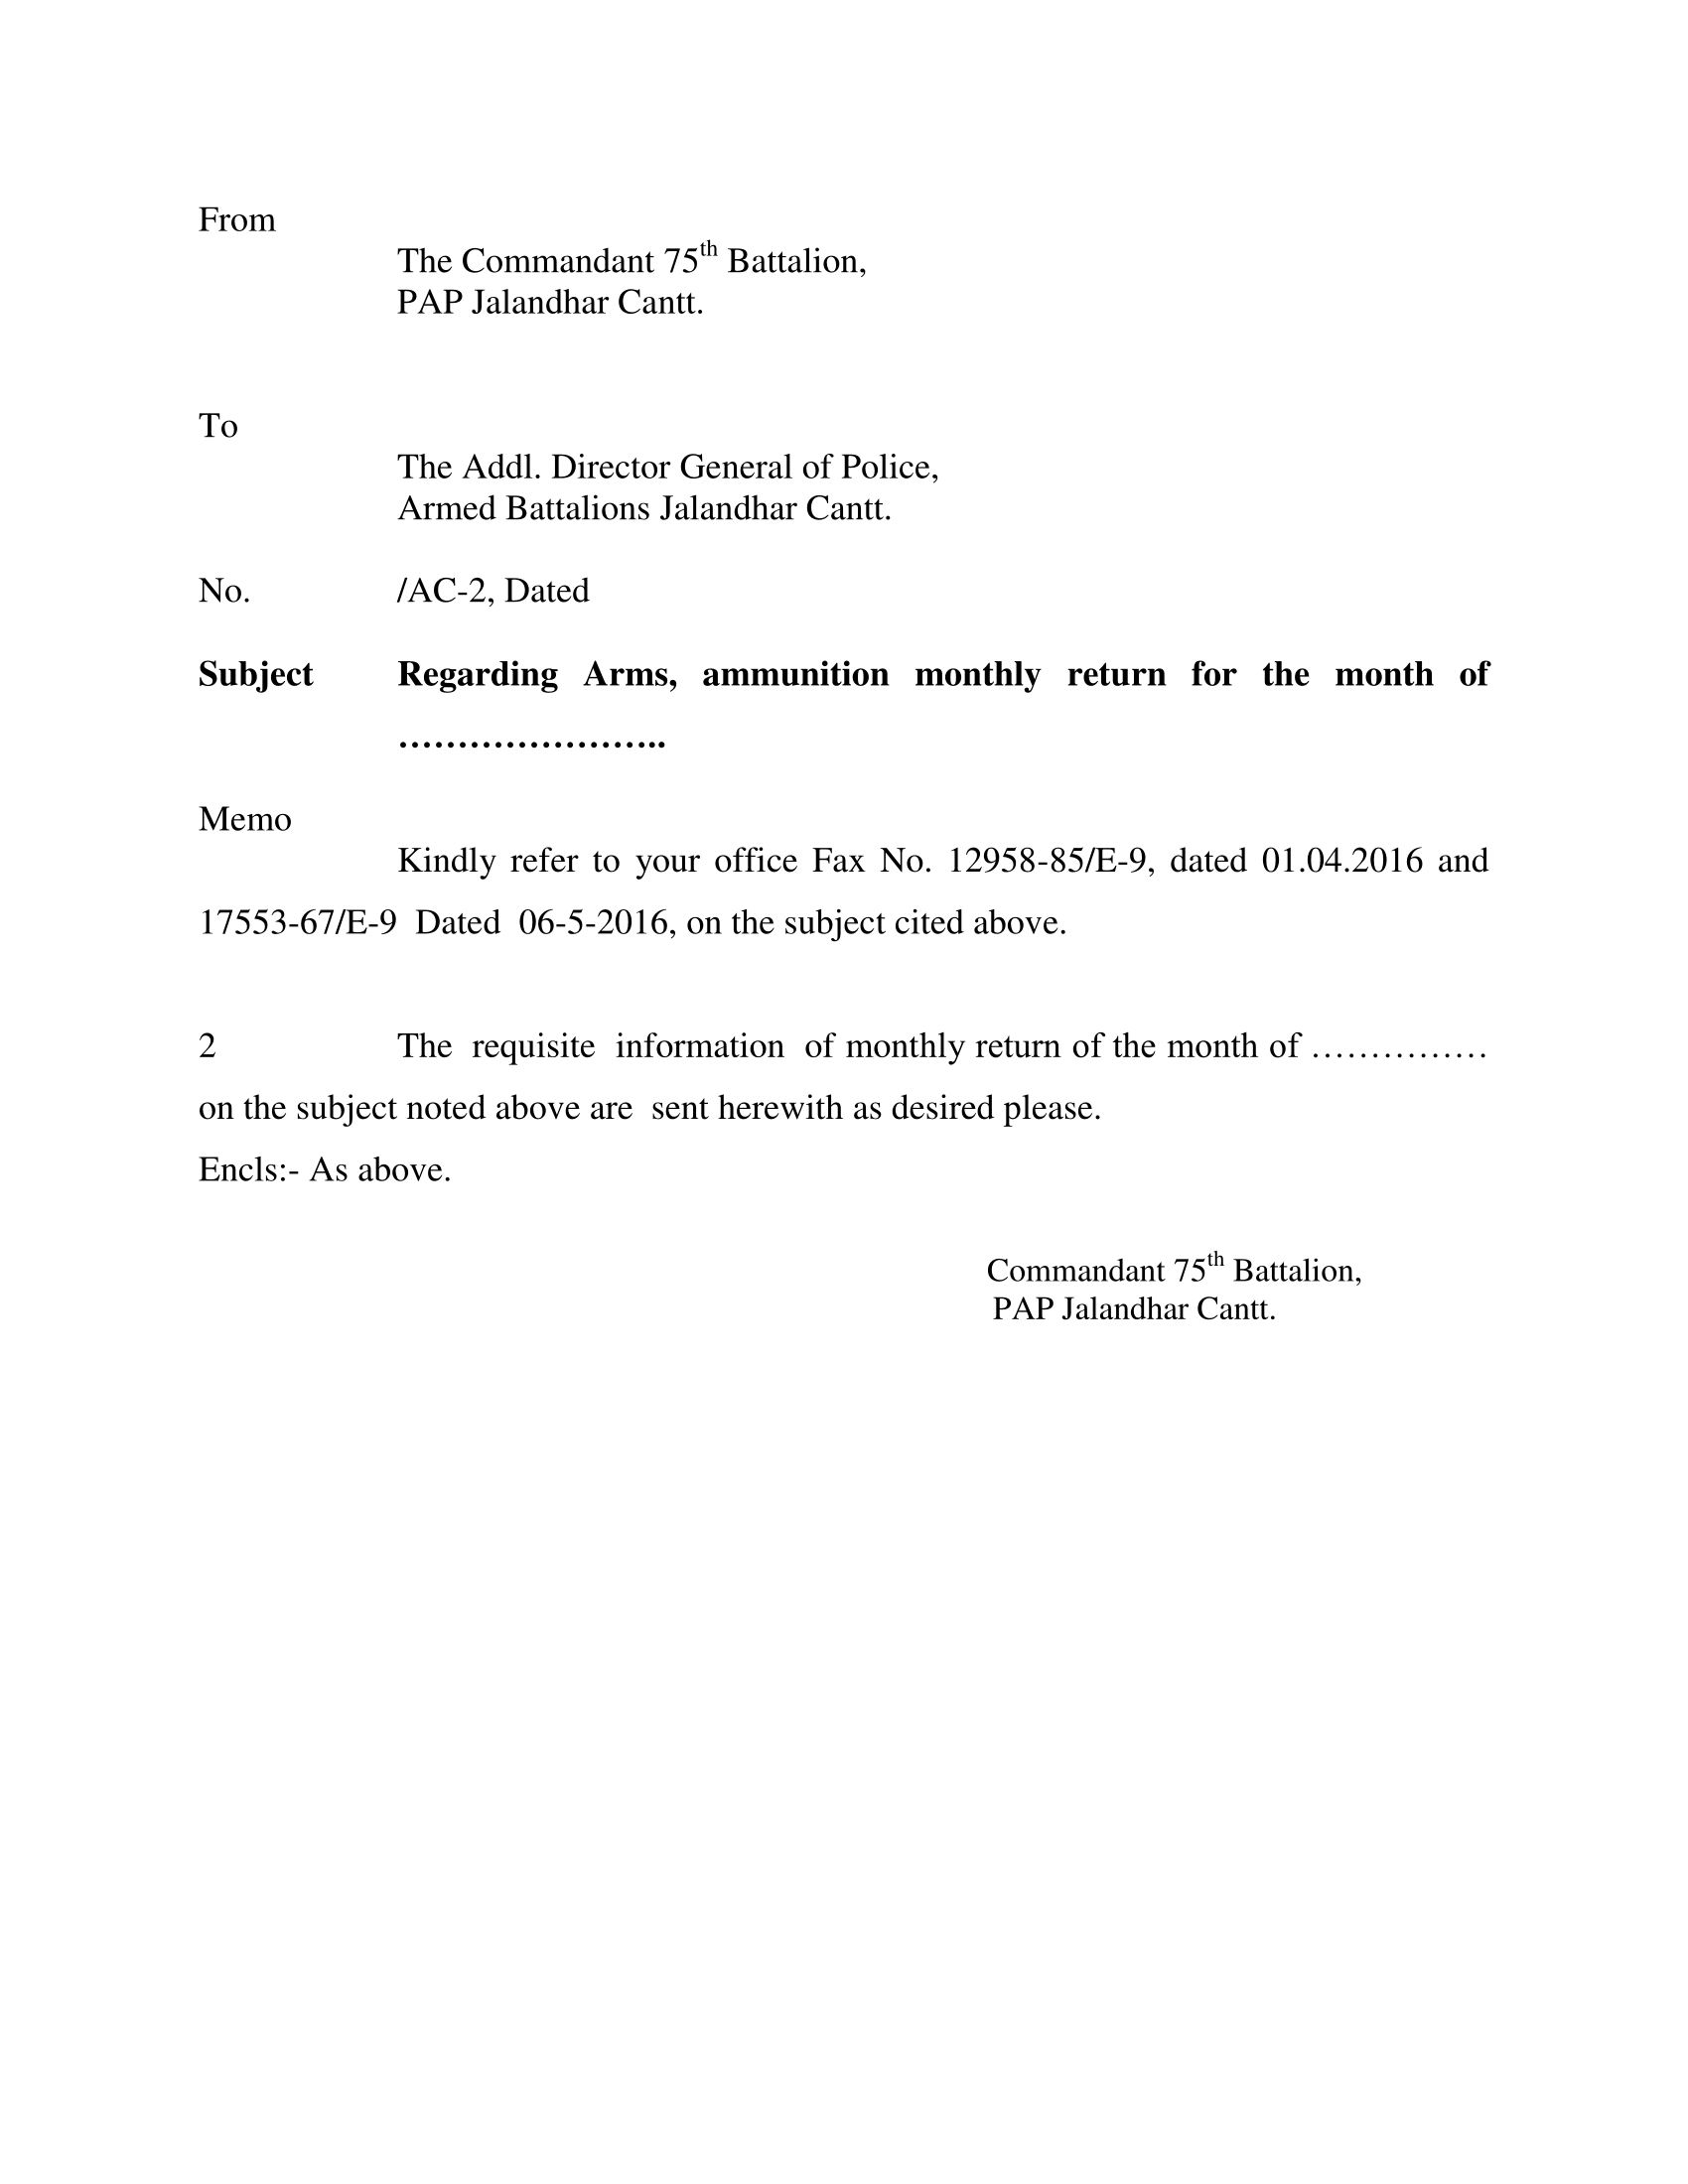 From
The Commandant 75th Battalion,
PAP Jalandhar Cantt.
To
The Addl. Director General of Police,
Armed Battalions Jalandhar Cantt.
No. /AC-2, Dated
Subject Regarding Arms, ammunition monthly return for the month of
……………………..
Memo
Kindly refer to your office Fax No. 12958-85/E-9, dated 01.04.2016 and
17553-67/E-9 Dated 06-5-2016, on the subject cited above.
2 The requisite information of monthly return of the month of ……………
on the subject noted above are sent herewith as desired please.
Encls:- As above.
Commandant 75th Battalion,
PAP Jalandhar Cantt.